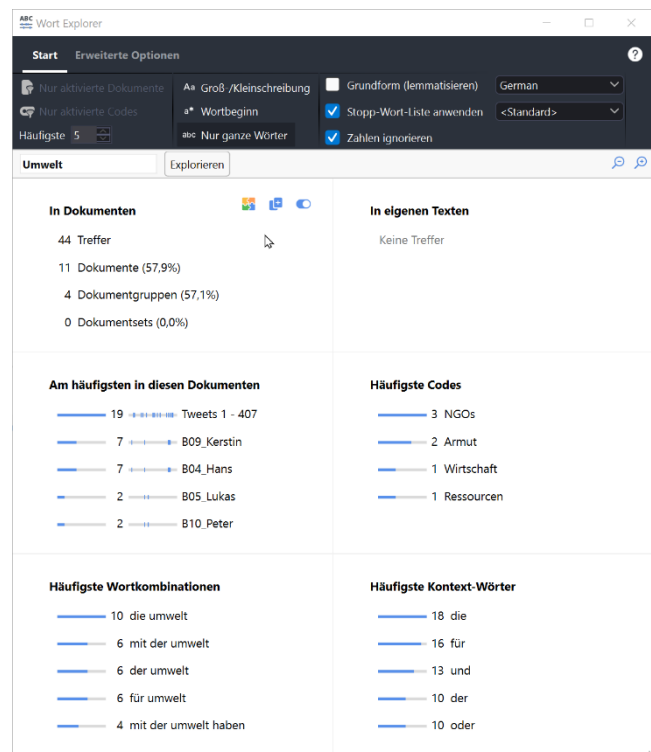 ABC Wort Explorer
Start Erweiterte Optionen ?
Nur aktivierte Dokumente Aa Groß-/Kleinschreibung Grundform (lemmatisieren) German
Nur aktivierte Codes a* Wortbeginn Stopp-Wort-Liste anwenden <Standard>
Häufigste 5 abc Nur ganze Wörter Zahlen ignorieren
Umwelt Explorieren
In Dokumenten
44 Treffer
11 Dokumente (57,9%)
4 Dokumentgruppen (57,1%)
0 Dokumentsets (0,0%)
In eigenen Texten
Keine Treffer
Am häufigsten in diesen Dokumenten
19 Tweets 1 - 407
7 B09_Kerstin
7 B04_Hans
2 B05_Lukas
2 B10_Peter
Häufigste Codes
3 NGOs
2 Armut
1 Wirtschaft
1 Ressourcen
Häufigste Wortkombinationen
10 die umwelt
6 mit der umwelt
6 der umwelt
6 für umwelt
4 mit der umwelt haben
Häufigste Kontext-Wörter
18 die
16 für
13 und
10 der
10 oder